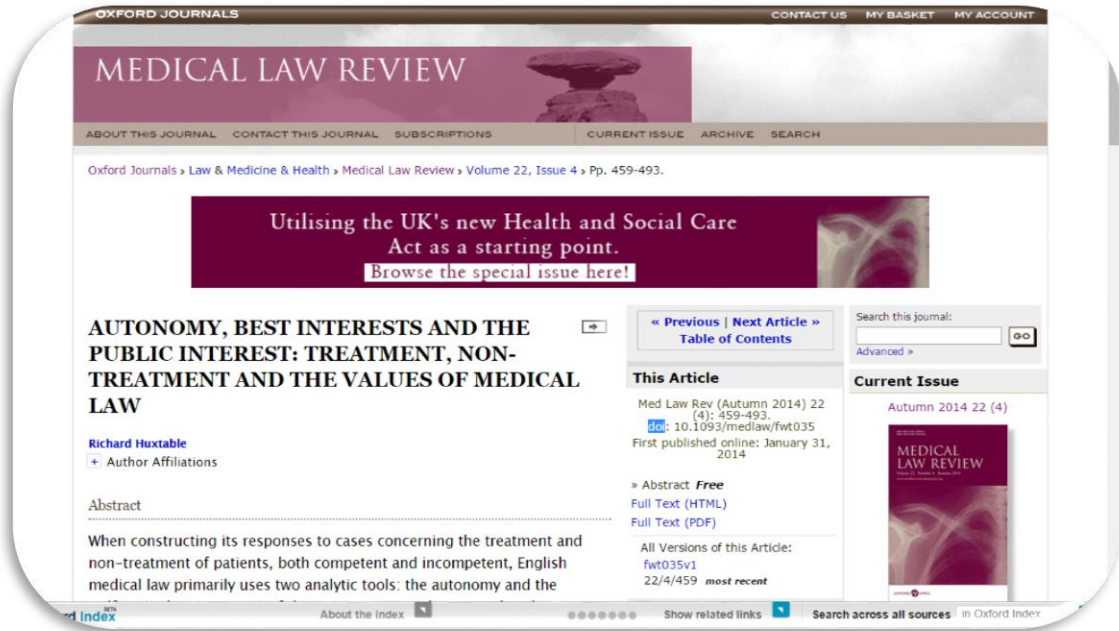 OXFORD JOURNALS
CONTACT US MY BASKET MY ACCOUNT
MEDICAL LAW REVIEW
ABOUT THIS JOURNAL CONTACT THIS JOURNAL SUBSCRIPTIONS CURRENT ISSUE ARCHIVE SEARCH
Oxford Journals > Law & Medicine & Health > Medical Law Review > Volume 22, Issue 4 > Pp. 459-493.
Utilising the UK's new Health and Social Care
Act as a starting point.
Browse the special issue here!
AUTONOMY, BEST INTERESTS AND THE
PUBLIC INTEREST: TREATMENT, NON-
TREATMENT AND THE VALUES OF MEDICAL
LAW
Richard Huxtable
+ Author Affiliations
Abstract
When constructing its responses to cases concerning the treatment and
non-treatment of patients, both competent and incompetent, English
medical law primarily uses two analytic tools: the autonomy and the
« Previous | Next Article »
Table of Contents
This Article
Med Law Rev (Autumn 2014) 22
(4): 459-493.
doi: 10.1093/medlaw/fwt035
First published online: January 31,
2014
» Abstract Free
Full Text (HTML)
Full Text (PDF)
All Versions of this Article:
fwt035v1
22/4/459 most recent
Search this journal:
GO
Advanced »
Current Issue
Autumn 2014 22 (4)
MEDICAL
LAW REVIEW
rd Index
BETA
About the Index
Show related links
Search across all sources in Oxford Index